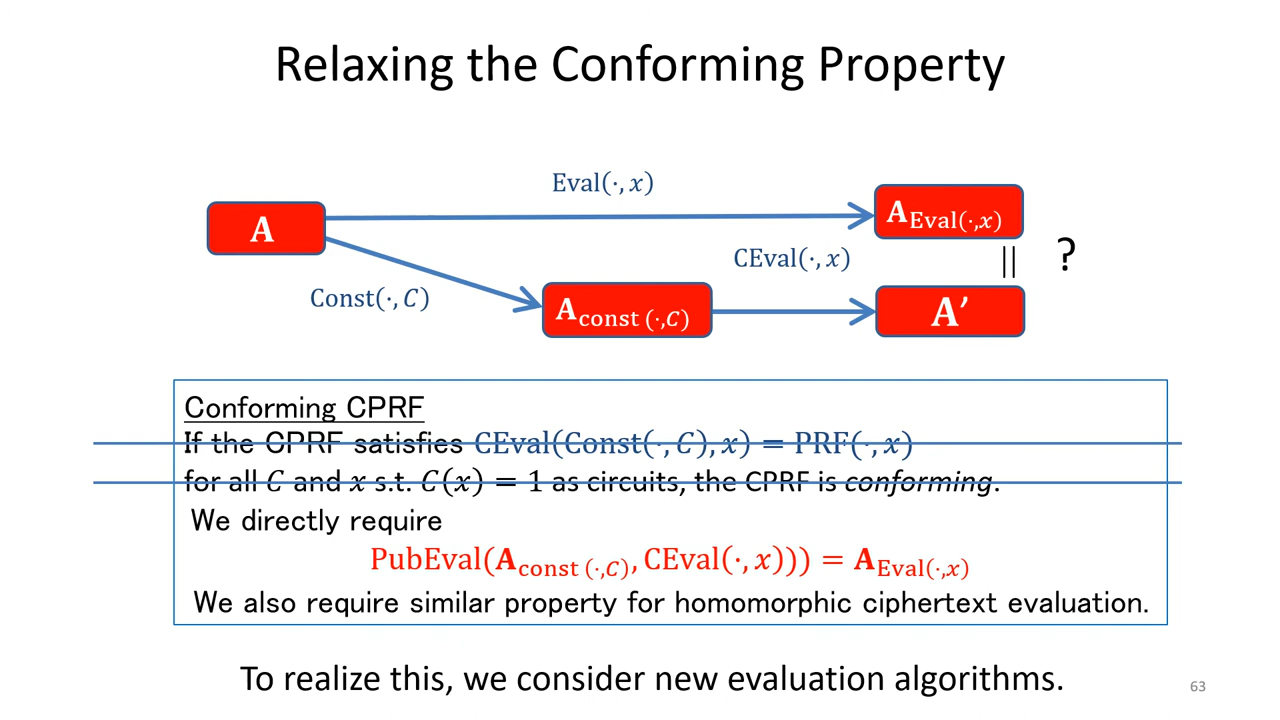 Relaxing the Conforming Property
Eval(·, x)
A
A_Eval(·,x)
CEval(·, x)
|| ?
Const(·, C)
A_const (·,C)
A’
Conforming CPRF
If the CPRF satisfies CEval(Const(·, C), x) = PRF(·, x)
for all C and x s.t. C(x) = 1 as circuits, the CPRF is conforming.
We directly require
PubEval(A_const (·,C), CEval(·, x))) = A_Eval(·,x)
We also require similar property for homomorphic ciphertext evaluation.
To realize this, we consider new evaluation algorithms.
63